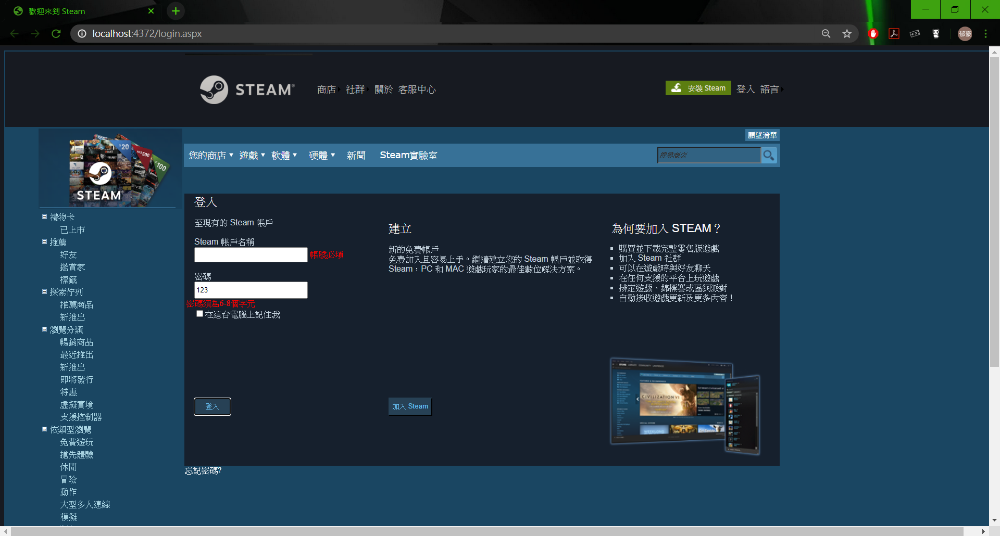 歡迎來到 Steam
localhost:4372/login.aspx
郁豪
STEAM®
商店 社群 關於 客服中心
安裝 Steam 登入 語言
願望清單
$20
HK$500
$100
STEAM
您的商店 遊戲 軟體 硬體 新聞 Steam實驗室
搜尋商店
禮物卡
已上市
推薦
好友
鑑賞家
標籤
探索佇列
推薦商品
新推出
瀏覽分類
暢銷商品
最近推出
新推出
即將發行
特惠
虛擬實境
支援控制器
依類型瀏覽
免費遊玩
搶先體驗
休閒
冒險
動作
大型多人連線
模擬
登入
至現有的 Steam 帳戶
Steam 帳戶名稱
帳號必填
密碼
123
密碼須為6-8個字元
在這台電腦上記住我
登入
建立
新的免費帳戶
免費加入且容易上手。繼續建立您的 Steam 帳戶並取得
Steam，PC 和 MAC 遊戲玩家的最佳數位解決方案。
加入 Steam
為何要加入 STEAM？
購買並下載完整零售版遊戲
加入 Steam 社群
可以在遊戲時與好友聊天
在任何支援的平台上玩遊戲
排定遊戲、錦標賽或區網派對
自動接收遊戲更新及更多內容！
CIVILIZATION VI
忘記密碼?